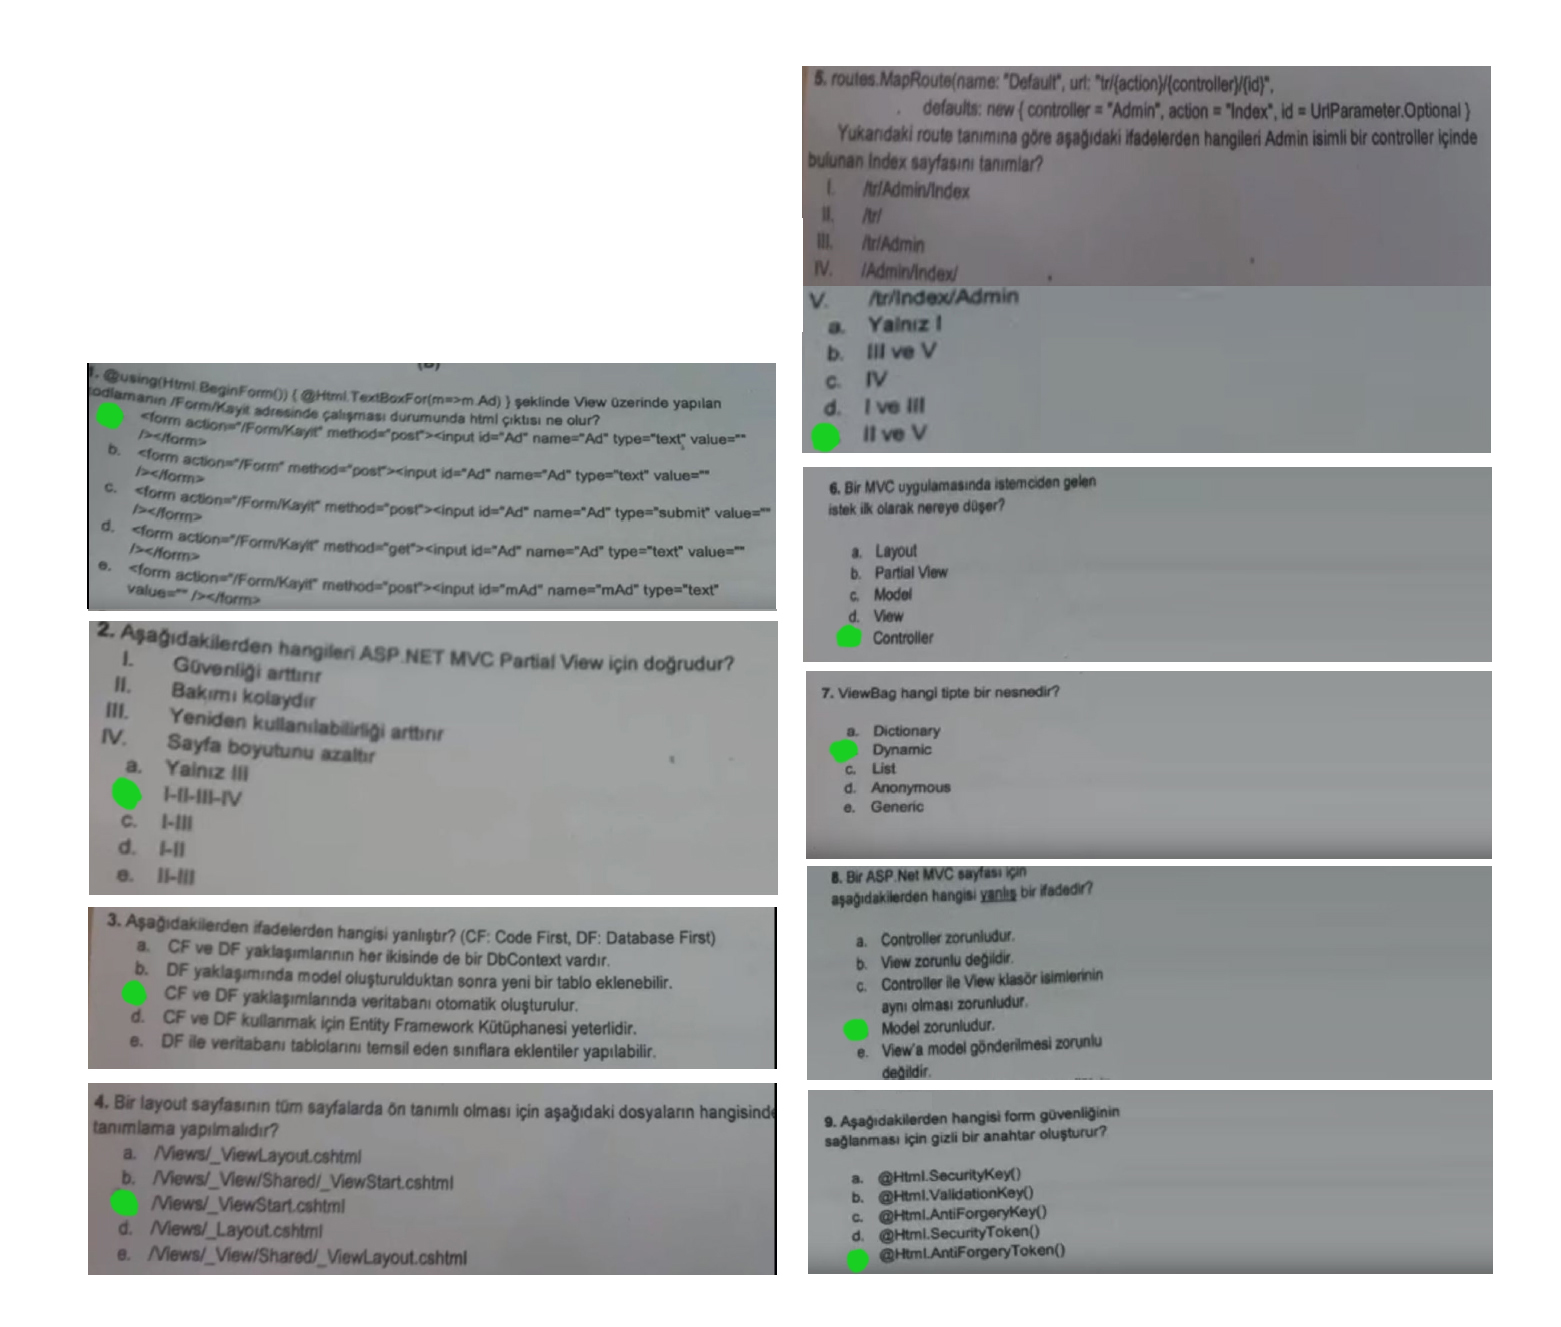 1. @using(Html.BeginForm()) { @Html.TextBoxFor(m=>m.Ad) } şeklinde View üzerinde yapılan
kodlamanın /Form/Kayit adresinde çalışması durumunda html çıktısı ne olur?
<form action="/Form/Kayit" method="post"><input id="Ad" name="Ad" type="text" value=""
/></form>
b. <form action="/Form" method="post"><input id="Ad" name="Ad" type="text" value=""
/></form>
c. <form action="/Form/Kayit" method="post"><input id="Ad" name="Ad" type="submit" value=""
/></form>
d. <form action="/Form/Kayit" method="get"><input id="Ad" name="Ad" type="text" value=""
/></form>
e. <form action="/Form/Kayit" method="post"><input id="mAd" name="mAd" type="text"
value="" /></form>
2. Aşağıdakilerden hangileri ASP.NET MVC Partial View için doğrudur?
I. Güvenliği arttırır
II. Bakımı kolaydır
III. Yeniden kullanılabilirliği arttırır
IV. Sayfa boyutunu azaltır
a. Yalnız III
I-II-III-IV
c. I-III
d. I-II
e. II-III
3. Aşağıdakilerden ifadelerden hangisi yanlıştır? (CF: Code First, DF: Database First)
a. CF ve DF yaklaşımlarının her ikisinde de bir DbContext vardır.
b. DF yaklaşımında model oluşturulduktan sonra yeni bir tablo eklenebilir.
CF ve DF yaklaşımlarında veritabanı otomatik oluşturulur.
d. CF ve DF kullanmak için Entity Framework Kütüphanesi yeterlidir.
e. DF ile veritabanı tablolarını temsil eden sınıflara eklentiler yapılabilir.
4. Bir layout sayfasının tüm sayfalarda ön tanımlı olması için aşağıdaki dosyaların hangisinde
tanımlama yapılmalıdır?
a. /Views/_ViewLayout.cshtml
b. /Views/_View/Shared/_ViewStart.cshtml
/Views/_ViewStart.cshtml
d. /Views/_Layout.cshtml
e. /Views/_View/Shared/_ViewLayout.cshtml
5. routes.MapRoute(name: "Default", url: "tr/{action}/{controller}/{id}",
defaults: new { controller = "Admin", action = "Index", id = UrlParameter.Optional }
Yukarıdaki route tanımına göre aşağıdaki ifadelerden hangileri Admin isimli bir controller içinde
bulunan Index sayfasını tanımlar?
I. /tr/Admin/Index
II. /tr/
III. /tr/Admin
IV. /Admin/Index/
V. /tr/Index/Admin
a. Yalnız I
b. III ve V
c. IV
d. I ve III
II ve V
6. Bir MVC uygulamasında istemciden gelen
istek ilk olarak nereye düşer?
a. Layout
b. Partial View
c. Model
d. View
Controller
7. ViewBag hangi tipte bir nesnedir?
a. Dictionary
Dynamic
c. List
d. Anonymous
e. Generic
8. Bir ASP.Net MVC sayfası için
aşağıdakilerden hangisi yanlış bir ifadedir?
a. Controller zorunludur.
b. View zorunlu değildir.
c. Controller ile View klasör isimlerinin
aynı olması zorunludur.
Model zorunludur.
e. View'a model gönderilmesi zorunlu
değildir.
9. Aşağıdakilerden hangisi form güvenliğinin
sağlanması için gizli bir anahtar oluşturur?
a. @Html.SecurityKey()
b. @Html.ValidationKey()
c. @Html.AntiForgeryKey()
d. @Html.SecurityToken()
@Html.AntiForgeryToken()